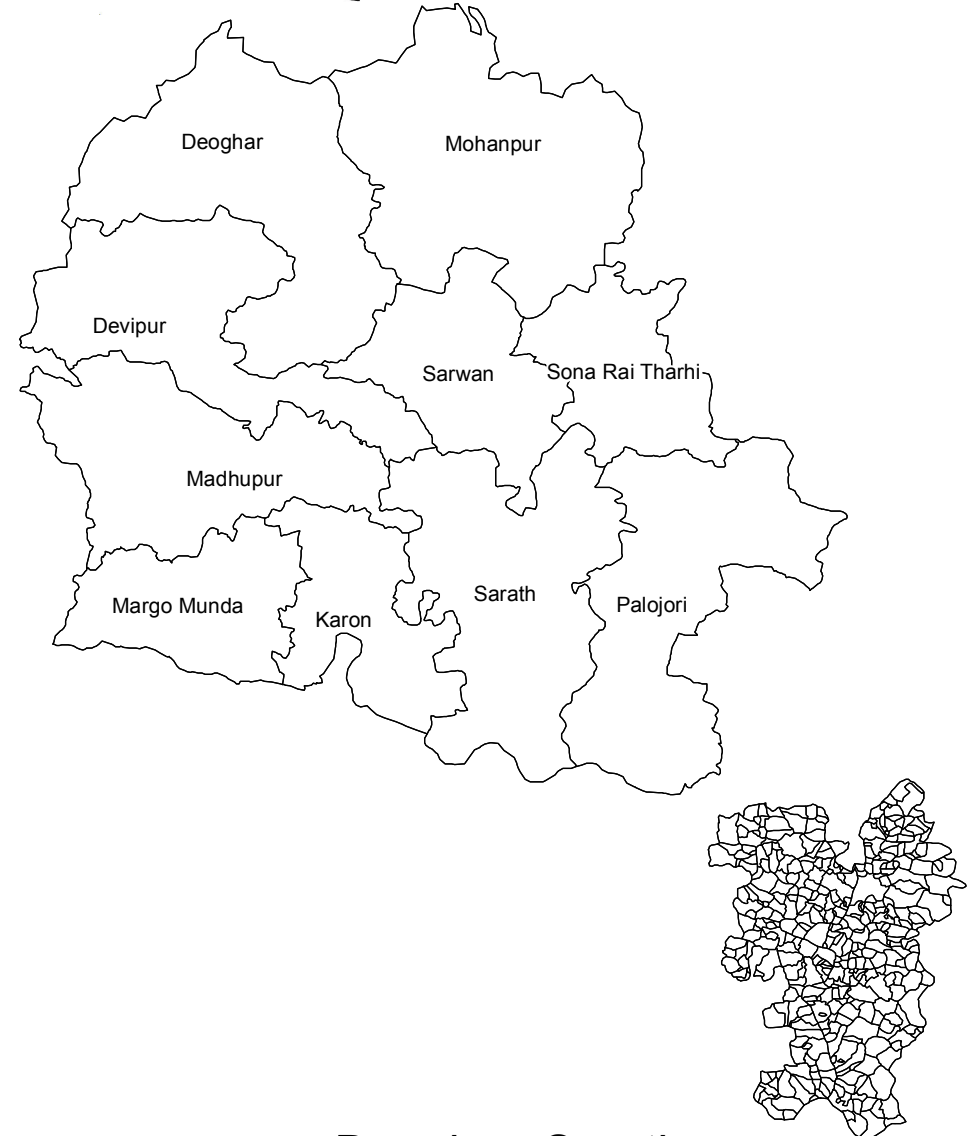 Deoghar
Mohanpur
Devipur
Sarwan
Sona Rai Tharhi
Madhupur
Sarath
Margo Munda
Palojori
Karon